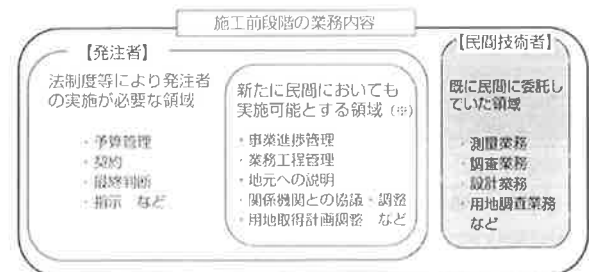 施工前段階の業務内容
【発注者】
法制度等により発注者
の実施が必要な領域
・予算管理
・契約
・最終判断
・指示 など
新たに民間においても
実施可能とする領域（※）
・事業進捗管理
・業務工程管理
・地元への説明
・関係機関との協議・調整
・用地取得計画調整 など
【民間技術者】
既に民間に委託し
ていた領域
・測量業務
・調査業務
・設計業務
・用地調査業務
など